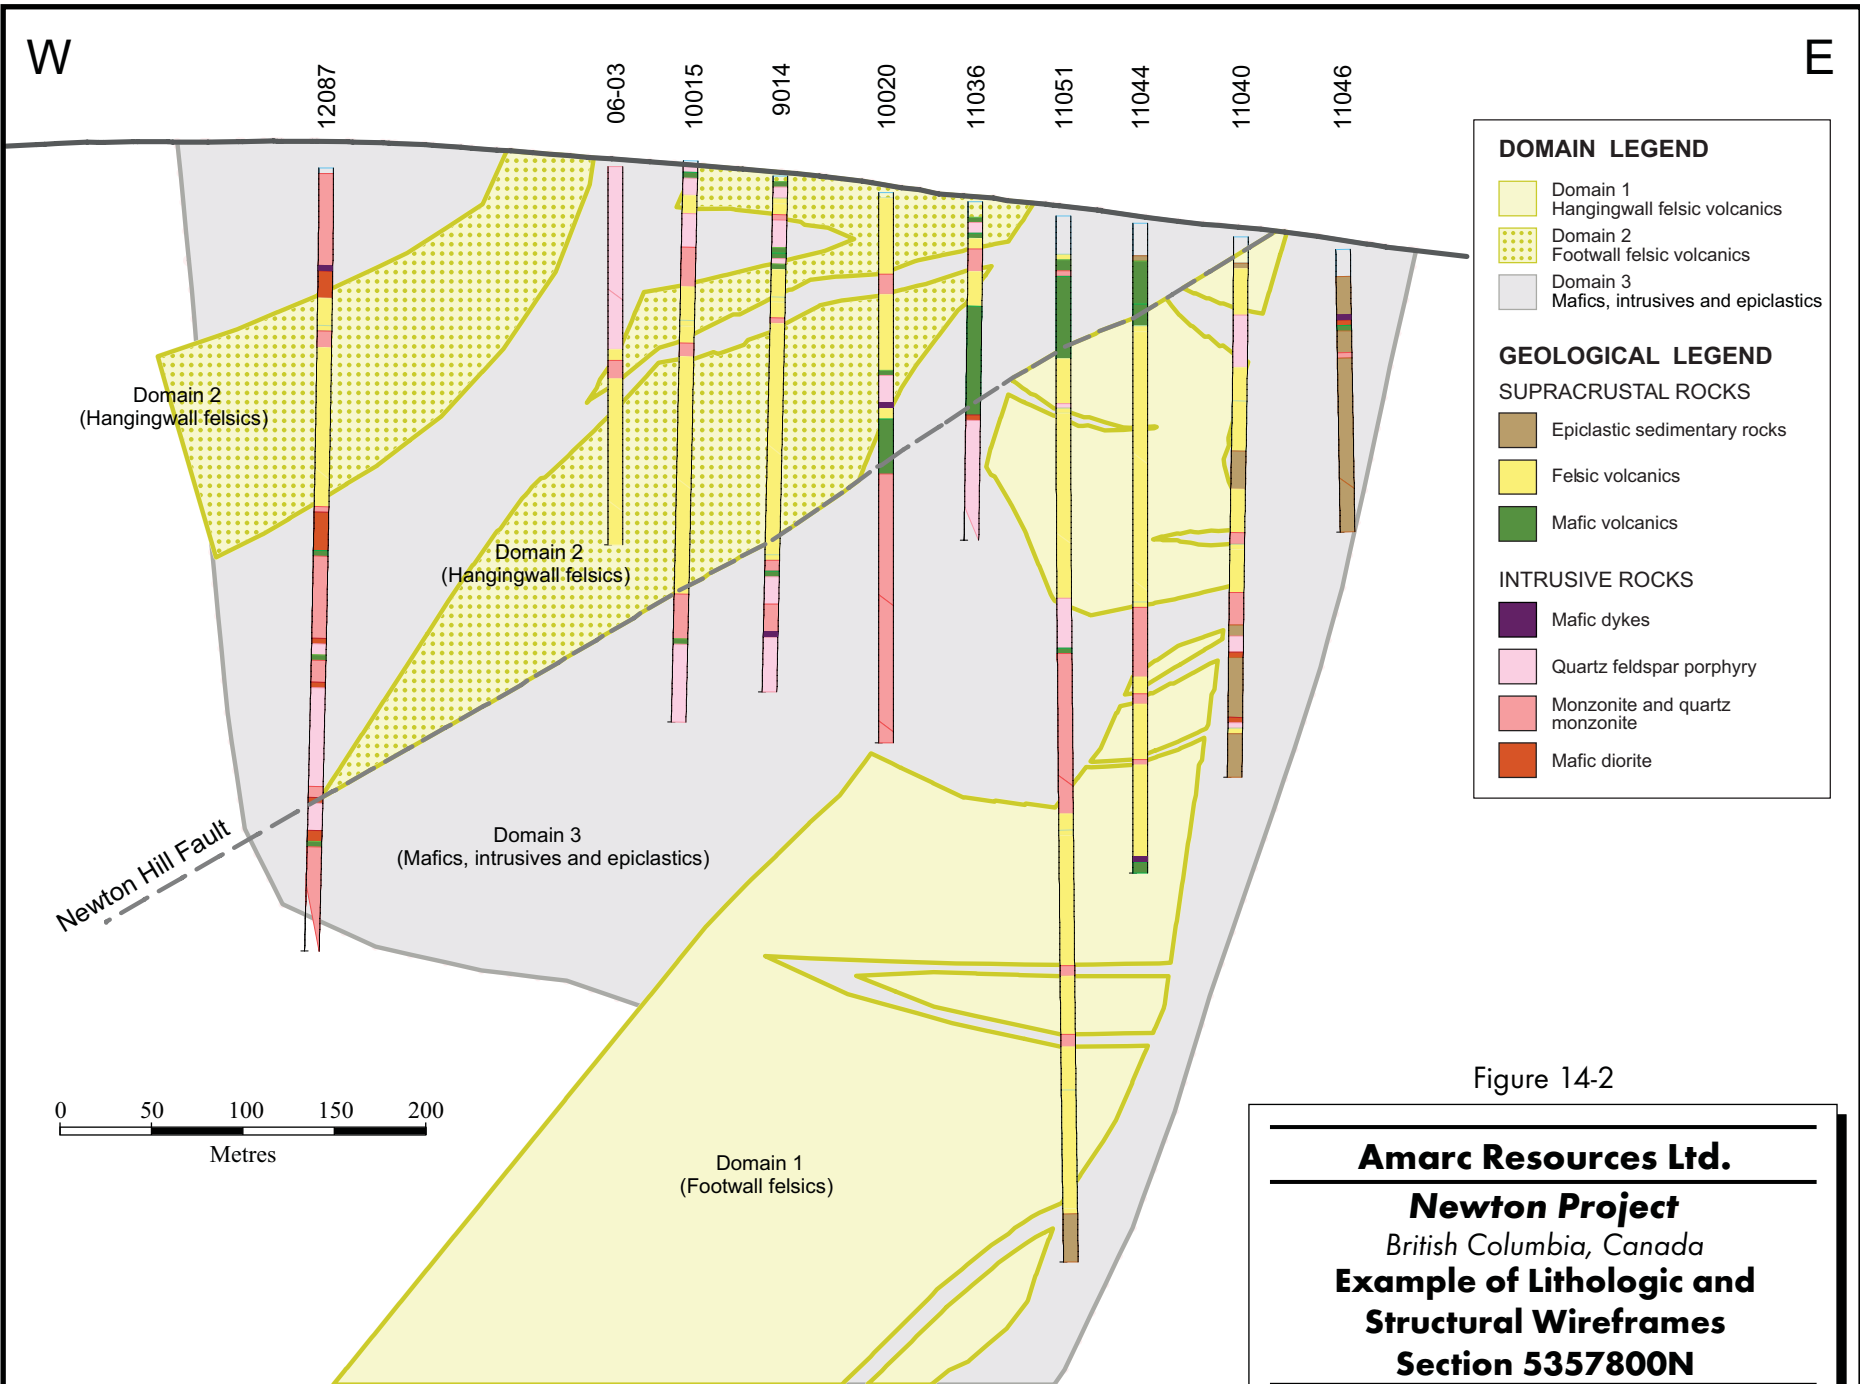 W
E
12087
06-03
10015
9014
10020
11036
11051
11044
11040
11046
DOMAIN LEGEND
Domain 1
Hangingwall felsic volcanics
Domain 2
Footwall felsic volcanics
Domain 3
Mafics, intrusives and epiclastics
GEOLOGICAL LEGEND
SUPRACRUSTAL ROCKS
Epiclastic sedimentary rocks
Felsic volcanics
Mafic volcanics
INTRUSIVE ROCKS
Mafic dykes
Quartz feldspar porphyry
Monzonite and quartz
monzonite
Mafic diorite
Domain 2
(Hangingwall felsics)
Domain 2
(Hangingwall felsics)
Domain 3
(Mafics, intrusives and epiclastics)
Newton Hill Fault
0 50 100 150 200
Metres
Domain 1
(Footwall felsics)
Figure 14-2
Amarc Resources Ltd.
Newton Project
British Columbia, Canada
Example of Lithologic and
Structural Wireframes
Section 5357800N